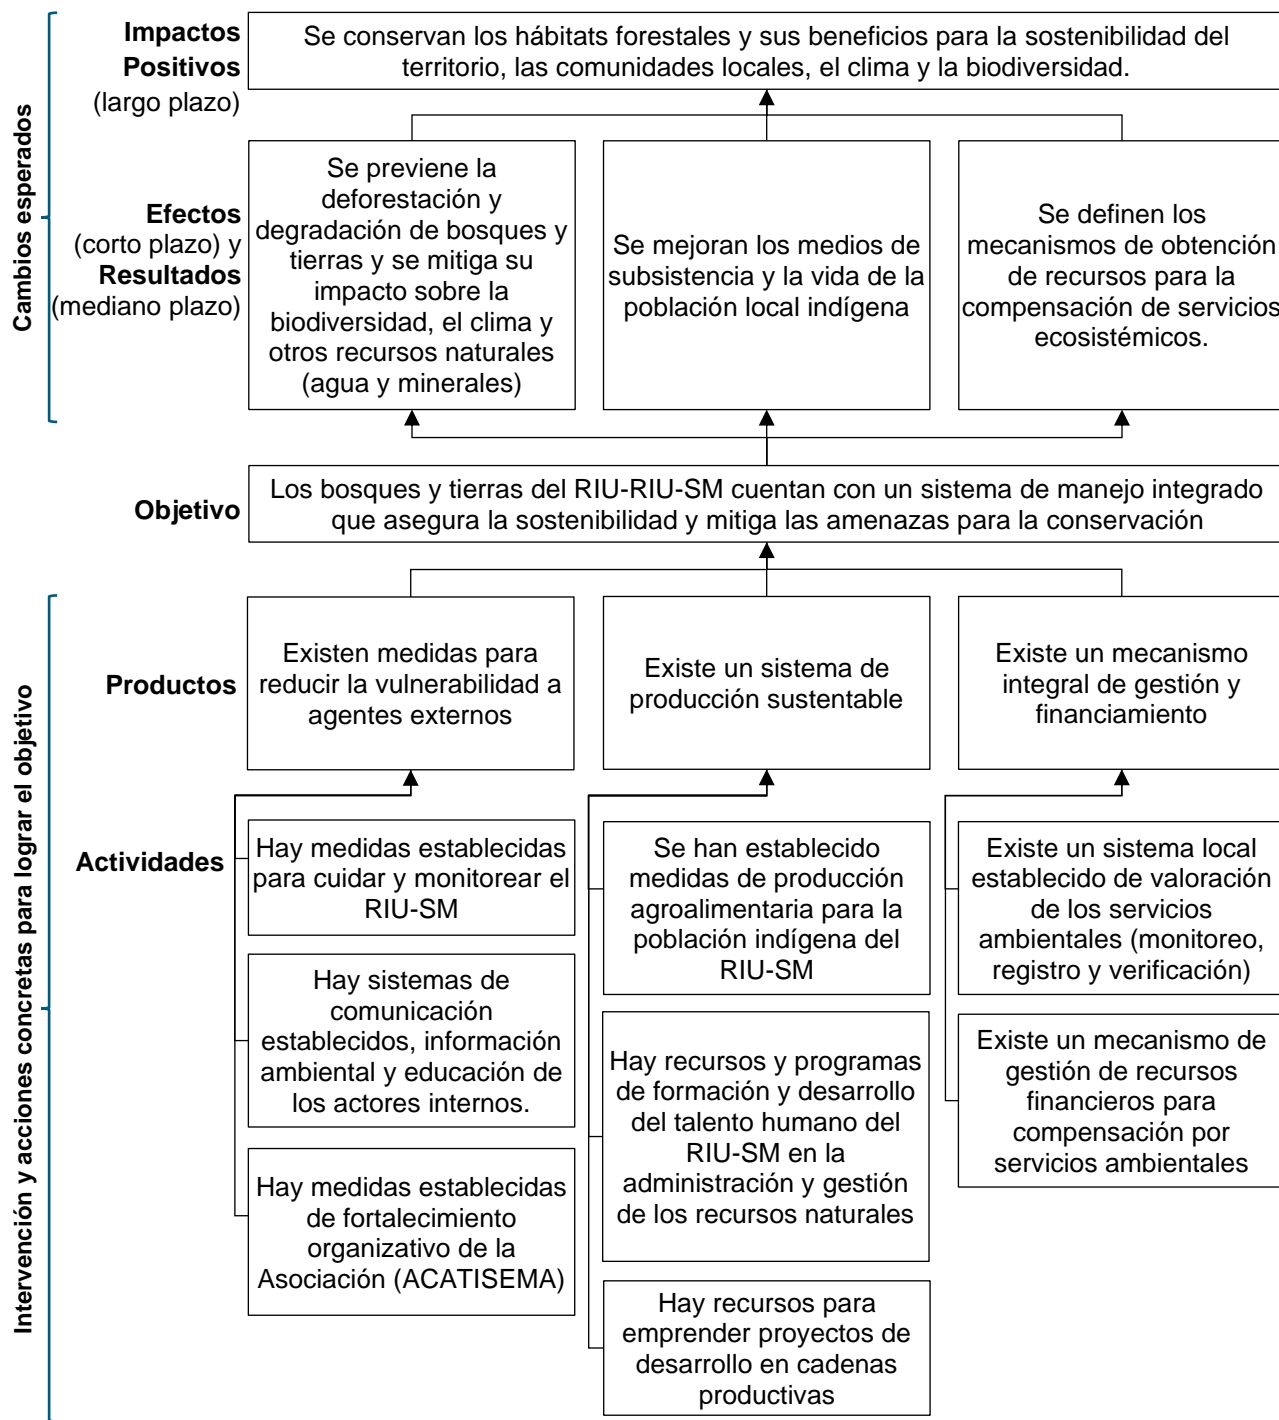 Impactos
Positivos
(largo plazo)
Se conservan los hábitats forestales y sus beneficios para la sostenibilidad del
territorio, las comunidades locales, el clima y la biodiversidad.
Cambios esperados
Efectos
(corto plazo) y
Resultados
(mediano plazo)
Se previene la
deforestación y
degradación de bosques y
tierras y se mitiga su
impacto sobre la
biodiversidad, el clima y
otros recursos naturales
(agua y minerales)
Se mejoran los medios de
subsistencia y la vida de la
población local indígena
Se definen los
mecanismos de obtención
de recursos para la
compensación de servicios
ecosistémicos.
Objetivo
Los bosques y tierras del RIU-RIU-SM cuentan con un sistema de manejo integrado
que asegura la sostenibilidad y mitiga las amenazas para la conservación
Intervención y acciones concretas para lograr el objetivo
Productos
Existen medidas para
reducir la vulnerabilidad a
agentes externos
Existe un sistema de
producción sustentable
Existe un mecanismo
integral de gestión y
financiamiento
Actividades
Hay medidas establecidas
para cuidar y monitorear el
RIU-SM
Hay sistemas de
comunicación
establecidos, información
ambiental y educación de
los actores internos.
Hay medidas establecidas
de fortalecimiento
organizativo de la
Asociación (ACATISEMA)
Se han establecido
medidas de producción
agroalimentaria para la
población indígena del
RIU-SM
Hay recursos y programas
de formación y desarrollo
del talento humano del
RIU-SM en la
administración y gestión
de los recursos naturales
Hay recursos para
emprender proyectos de
desarrollo en cadenas
productivas
Existe un sistema local
establecido de valoración
de los servicios
ambientales (monitoreo,
registro y verificación)
Existe un mecanismo de
gestión de recursos
financieros para
compensación por
servicios ambientales